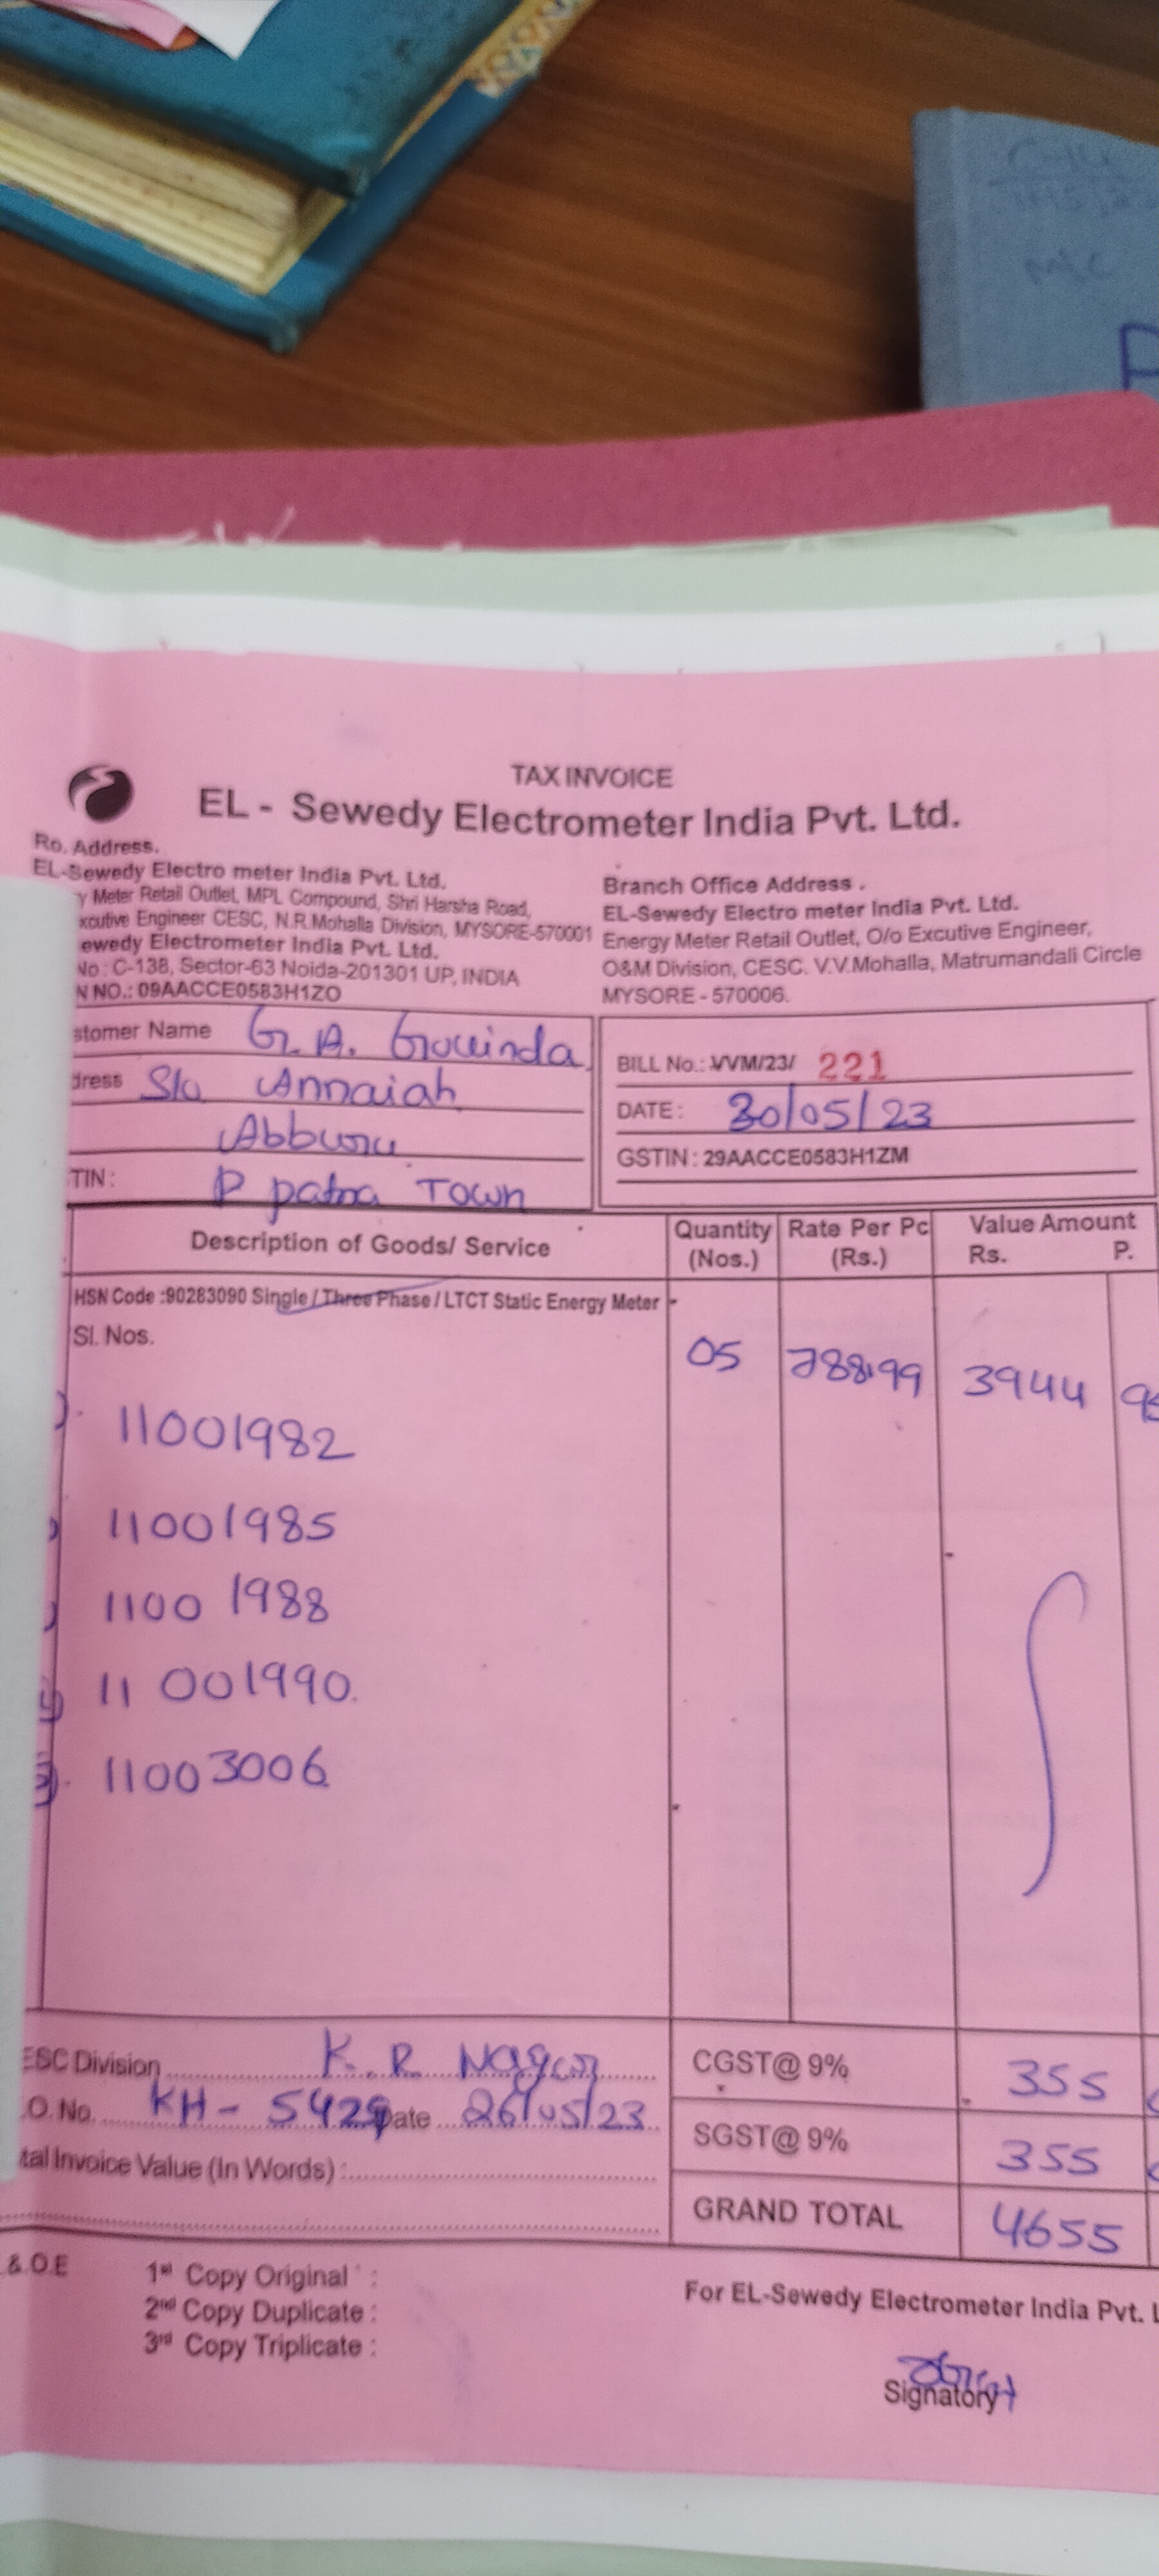 TAX INVOICE
EL - Sewedy Electrometer India Pvt. Ltd.
Ro. Address.
EL-Sewedy Electro meter India Pvt. Ltd.
y Meter Retail Outlet, MPL Compound, Shri Harsha Road,
xcutive Engineer CESC, N.R.Mohalla Division, MYSORE-570001
ewedy Electrometer India Pvt. Ltd.
No : C-138, Sector-63 Noida-201301 UP, INDIA
N NO.: 09AACCE0583H1ZO
Branch Office Address .
EL-Sewedy Electro meter India Pvt. Ltd.
Energy Meter Retail Outlet, O/o Excutive Engineer,
O&M Division, CESC. V.V.Mohalla, Matrumandali Circle
MYSORE - 570006.
stomer Name G. A. Govinda
dress S/o Annaiah
Abburu
TIN : P patna Town
BILL No.: VVM/23/ 221
DATE : 30/05/23
GSTIN : 29AACCE0583H1ZM
Description of Goods/ Service Quantity (Nos.) Rate Per Pc (Rs.) Value Amount Rs. P.
HSN Code :90283090 Single / Three Phase / LTCT Static Energy Meter
Sl. Nos.
05 788.99 3944 95
11001982
11001985
1100 1988
4) 11 001990.
5). 11003006
ESC Division K. R Nagar
.O. No. KH - 5429 Date 26/05/23
tal Invoice Value (In Words) :
CGST@ 9% 355
SGST@ 9% 355
GRAND TOTAL 4655
& O.E
1st Copy Original :
2nd Copy Duplicate :
3rd Copy Triplicate :
For EL-Sewedy Electrometer India Pvt. L
Signatory